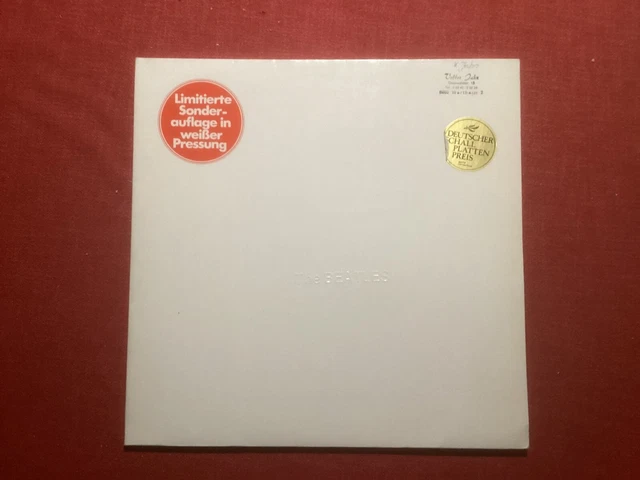 Limitierte
Sonder-
auflage in
weißer
Pressung
DEUTSCHER
SCHALL
PLATTEN
PREIS
The BEATLES